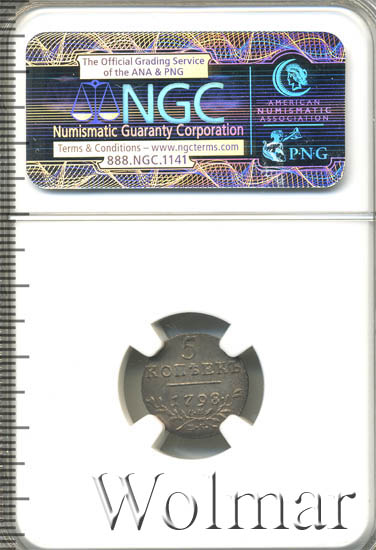 The Official Grading Service
of the ANA & PNG
NGC
Numismatic Guaranty Corporation
Terms & Conditions – www.ngcterms.com
888.NGC.1141
AMERICAN
NUMISMATIC
ASSOCIATION
P·N·G
5
КОПѢЕКЪ
1798
Wolmar